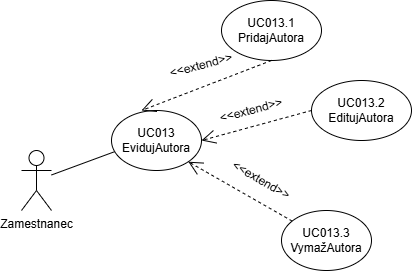 UC013.1
PridajAutora
<<extend>>
UC013.2
EditujAutora
<<extend>>
UC013
EvidujAutora
<<extend>>
Zamestnanec
UC013.3
VymažAutora